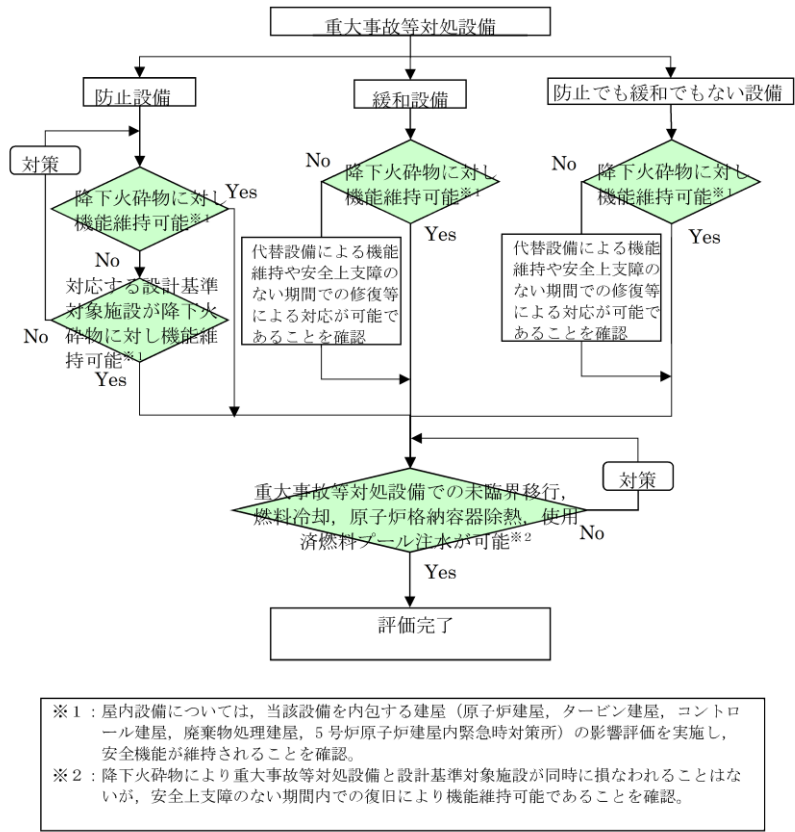 重大事故等対処設備
防止設備
緩和設備
防止でも緩和でもない設備
対策
降下火砕物に対し
機能維持可能※1
Yes
No
対応する設計基準
対象施設が降下火
砕物に対し機能維
持可能※1
No
Yes
降下火砕物に対し
機能維持可能※1
No
Yes
代替設備による機能
維持や安全上支障の
ない期間での修復等
による対応が可能で
あることを確認
降下火砕物に対し
機能維持可能※1
No
Yes
代替設備による機能
維持や安全上支障の
ない期間での修復等
による対応が可能で
あることを確認
対策
重大事故等対処設備での未臨界移行，
燃料冷却，原子炉格納容器除熱，使用
済燃料プール注水が可能※2
No
Yes
評価完了
※１：屋内設備については，当該設備を内包する建屋（原子炉建屋，タービン建屋，コントロ
ール建屋，廃棄物処理建屋，５号炉原子炉建屋内緊急時対策所）の影響評価を実施し，
安全機能が維持されることを確認。
※２：降下火砕物により重大事故等対処設備と設計基準対象施設が同時に損なわれることはな
いが，安全上支障のない期間内での復旧により機能維持可能であることを確認。